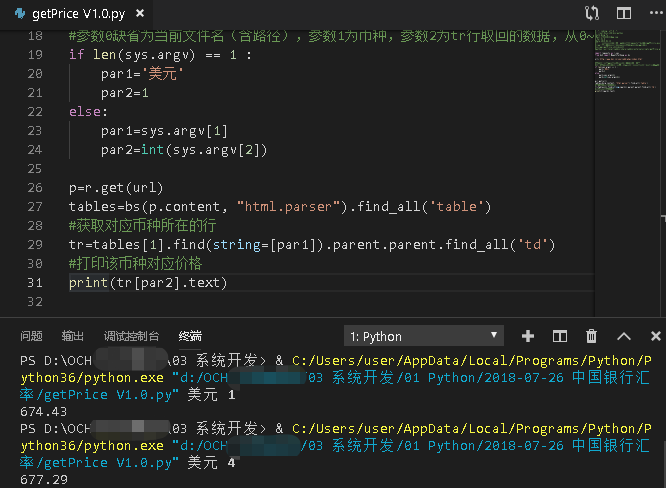 getPrice V1.0.py
18 #参数0缺省为当前文件名（含路径），参数1为币种，参数2为tr行取回的数据，从0~
19 if len(sys.argv) == 1 :
20 par1='美元'
21 par2=1
22 else:
23 par1=sys.argv[1]
24 par2=int(sys.argv[2])
25
26 p=r.get(url)
27 tables=bs(p.content, "html.parser").find_all('table')
28 #获取对应币种所在的行
29 tr=tables[1].find(string=[par1]).parent.parent.find_all('td')
30 #打印该币种对应价格
31 print(tr[par2].text)
32
问题 输出 调试控制台 终端 1: Python
PS D:\OCH \03 系统开发> & C:/Users/user/AppData/Local/Programs/Python/P
ython36/python.exe "d:/OCH /03 系统开发/01 Python/2018-07-26 中国银行汇
率/getPrice V1.0.py" 美元 1
674.43
PS D:\OCH \03 系统开发> & C:/Users/user/AppData/Local/Programs/Python/P
ython36/python.exe "d:/OCH /03 系统开发/01 Python/2018-07-26 中国银行汇
率/getPrice V1.0.py" 美元 4
677.29